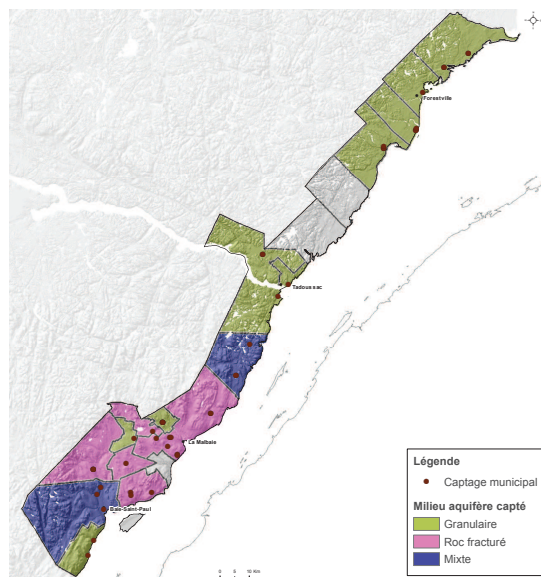 Forestville
Tadoussac
La Malbaie
Baie-Saint-Paul
Légende
Captage municipal
Milieu aquifère capté
Granulaire
Roc fracturé
Mixte
0 5 10 Km